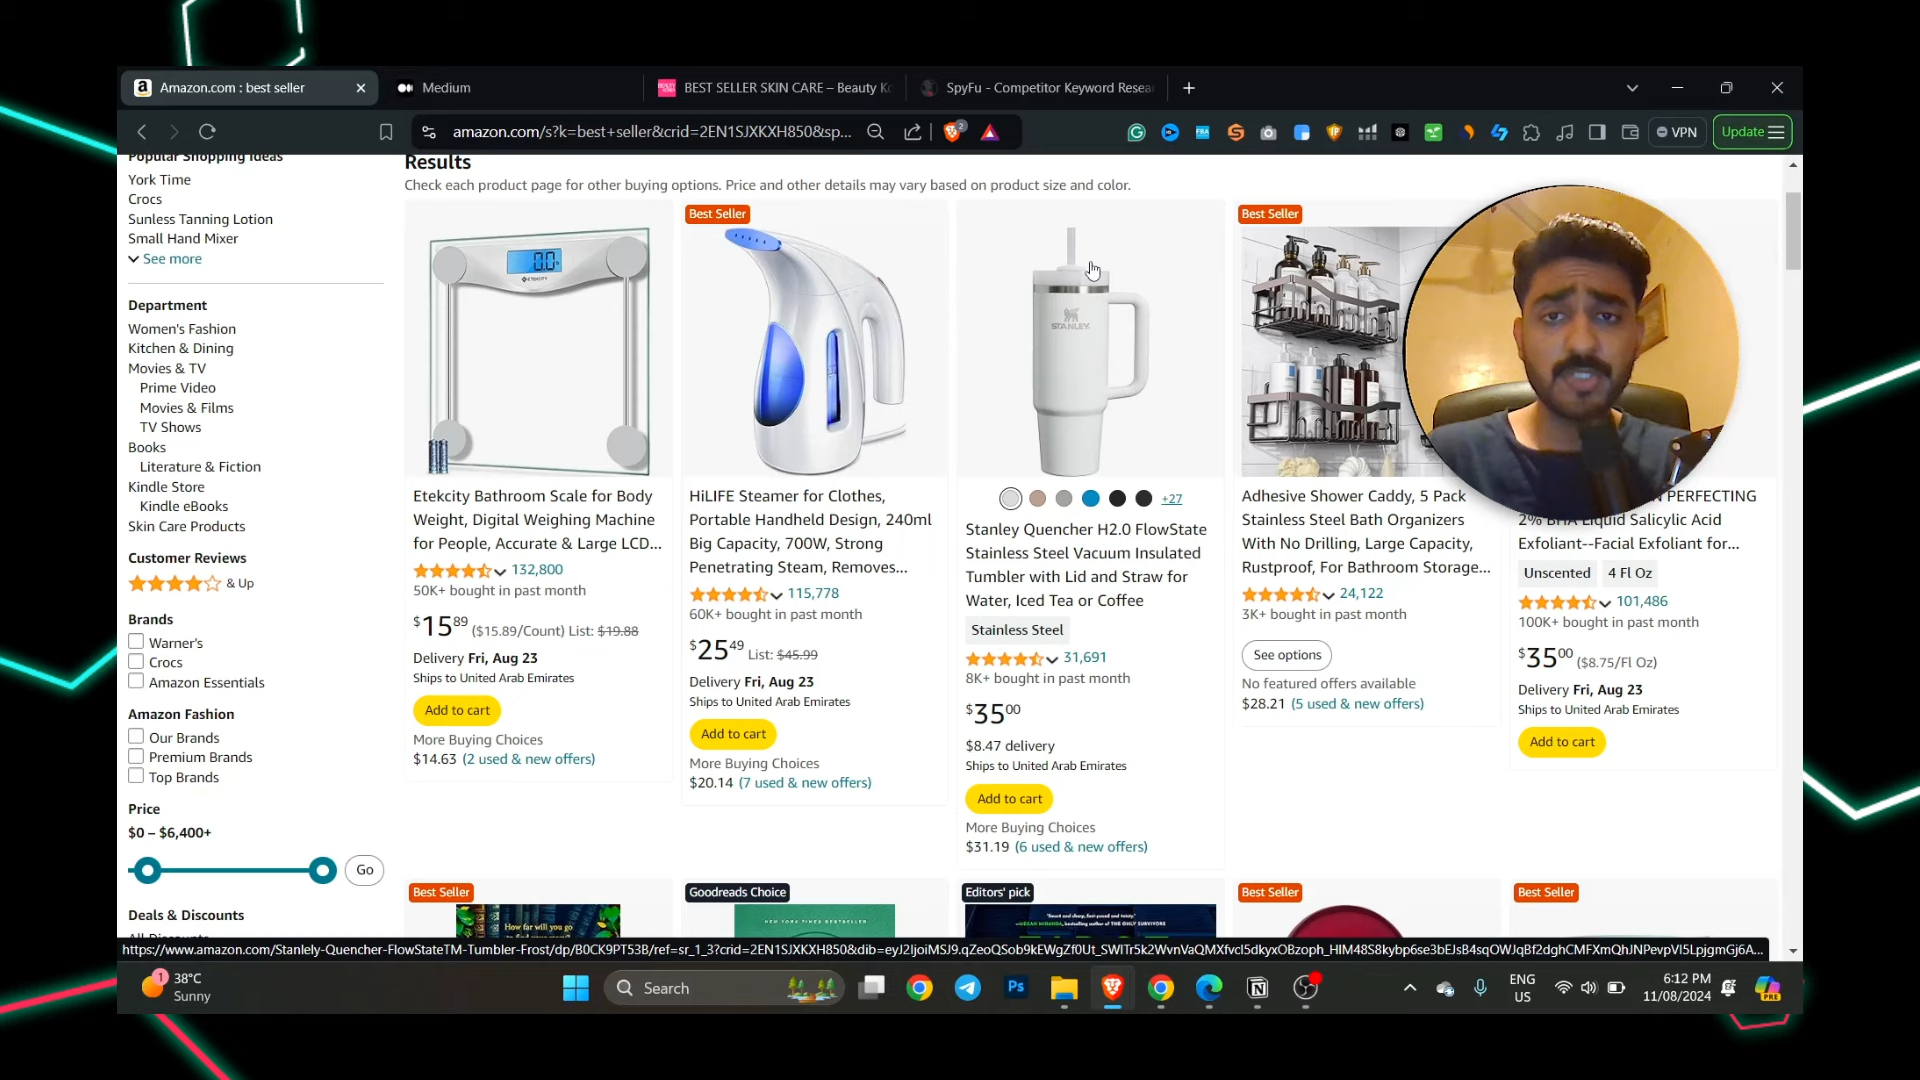 Amazon.com : best seller
Medium
BEST SELLER SKIN CARE – Beauty Kc
SpyFu - Competitor Keyword Resea
amazon.com/s?k=best+seller&crid=2EN1SJXKXH850&sp...
2
VPN
Update
Popular Shopping Ideas
York Time
Crocs
Sunless Tanning Lotion
Small Hand Mixer
See more
Department
Women's Fashion
Kitchen & Dining
Movies & TV
Prime Video
Movies & Films
TV Shows
Books
Literature & Fiction
Kindle Store
Kindle eBooks
Skin Care Products
Customer Reviews
& Up
Brands
Warner's
Crocs
Amazon Essentials
Amazon Fashion
Our Brands
Premium Brands
Top Brands
Price
$0 – $6,400+
Go
Deals & Discounts
Results
Check each product page for other buying options. Price and other details may vary based on product size and color.
0.0
ETEKCITY
Etekcity Bathroom Scale for Body
Weight, Digital Weighing Machine
for People, Accurate & Large LCD...
132,800
50K+ bought in past month
$15.89 ($15.89/Count) List: $19.88
Delivery Fri, Aug 23
Ships to United Arab Emirates
Add to cart
More Buying Choices
$14.63 (2 used & new offers)
Best Seller
HiLIFE Steamer for Clothes,
Portable Handheld Design, 240ml
Big Capacity, 700W, Strong
Penetrating Steam, Removes...
115,778
60K+ bought in past month
$25.49 List: $45.99
Delivery Fri, Aug 23
Ships to United Arab Emirates
Add to cart
More Buying Choices
$20.14 (7 used & new offers)
STANLEY
+27
Stanley Quencher H2.0 FlowState
Stainless Steel Vacuum Insulated
Tumbler with Lid and Straw for
Water, Iced Tea or Coffee
Stainless Steel
31,691
8K+ bought in past month
$35.00
$8.47 delivery
Ships to United Arab Emirates
Add to cart
More Buying Choices
$31.19 (6 used & new offers)
Best Seller
Adhesive Shower Caddy, 5 Pack
Stainless Steel Bath Organizers
With No Drilling, Large Capacity,
Rustproof, For Bathroom Storage...
24,122
3K+ bought in past month
See options
No featured offers available
$28.21 (5 used & new offers)
PERFECTING
2% BHA Liquid Salicylic Acid
Exfoliant--Facial Exfoliant for...
Unscented
4 Fl Oz
101,486
100K+ bought in past month
$35.00 ($8.75/Fl Oz)
Delivery Fri, Aug 23
Ships to United Arab Emirates
Add to cart
Best Seller
How far will you
Goodreads Choice
NEW YORK TIMES BESTSELLER
Editors' pick
Best Seller
Best Seller
38°C
Sunny
1
Search
Ps
ENG
US
6:12 PM
11/08/2024
PRE